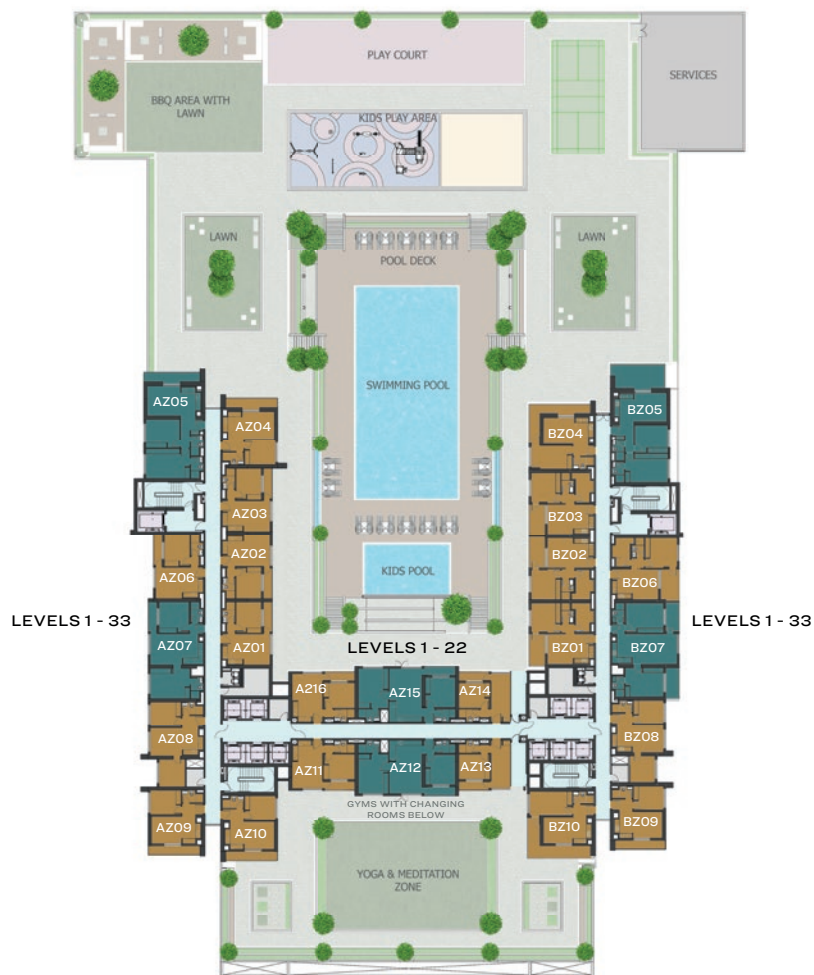 PLAY COURT
SERVICES
BBQ AREA WITH
LAWN
KIDS PLAY AREA
LAWN
LAWN
POOL DECK
SWIMMING POOL
AZ05
BZ05
AZ04
BZ04
AZ03
BZ03
AZ02
BZ02
KIDS POOL
AZ06
BZ06
LEVELS 1 - 33
LEVELS 1 - 33
AZ07
AZ01
LEVELS 1 - 22
BZ01
BZ07
A216
AZ15
AZ14
AZ08
BZ08
AZ11
AZ12
AZ13
GYMS WITH CHANGING
ROOMS BELOW
AZ09
AZ10
BZ10
BZ09
YOGA & MEDITATION
ZONE